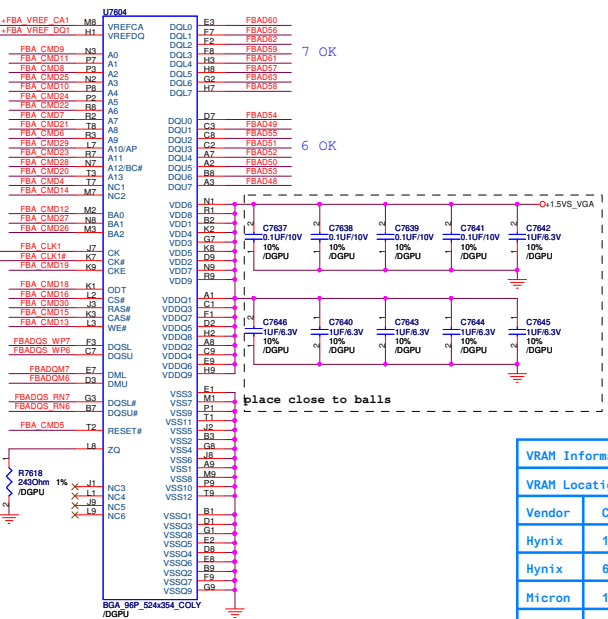 U7604
+FBA_VREF_CA1 M8 VREFCA DQL0 E3 FBAD60
+FBA_VREF_DQ1 H1 VREFDQ DQL1 F7 FBAD56
DQL2 F2 FBAD62
FBA_CMD9 N3 A0 DQL3 F8 FBAD59
7 OK
FBA_CMD11 P7 A1 DQL4 H3 FBAD61
FBA_CMD8 P3 A2 DQL5 H8 FBAD57
FBA_CMD25 N2 A3 DQL6 G2 FBAD63
FBA_CMD10 P8 A4 DQL7 H7 FBAD58
FBA_CMD24 P2 A5
FBA_CMD22 R8 A6
FBA_CMD7 R2 A7 DQU0 D7 FBAD54
FBA_CMD21 T8 A8 DQU1 C3 FBAD49
FBA_CMD6 R3 A9 DQU2 C8 FBAD55
FBA_CMD29 L7 A10/AP DQU3 C2 FBAD51
6 OK
FBA_CMD23 R7 A11 DQU4 A7 FBAD52
FBA_CMD28 N7 A12/BC# DQU5 A2 FBAD50
FBA_CMD20 T3 A13 DQU6 B8 FBAD53
FBA_CMD4 T7 NC1 DQU7 A3 FBAD48
FBA_CMD14 M7 NC2
VDD6 N1
+1.5VS_VGA
FBA_CMD12 M2 BA0 VDD8 R1
FBA_CMD27 N8 BA1 VDD1 B2
FBA_CMD26 M3 BA2 VDD4 K2
VDD3 G7
FBA_CLK1 J7 CK VDD5 K8
FBA_CLK1# K7 CK# VDD2 D9
FBA_CMD19 K9 CKE VDD7 N9
VDD9 R9
C7637 C7638 C7639 C7641 C7642
0.1UF/10V 0.1UF/10V 0.1UF/10V 0.1UF/10V 1UF/6.3V
10% 10% 10% 10% 10%
/DGPU /DGPU /DGPU /DGPU /DGPU
FBA_CMD18 K1 ODT
FBA_CMD16 L2 CS# VDDQ1 A1
FBA_CMD30 J3 RAS# VDDQ3 C1
FBA_CMD15 K3 CAS# VDDQ7 F1
FBA_CMD13 L3 WE# VDDQ5 D2
VDDQ8 H2
FBADQS_WP7 F3 DQSL VDDQ2 A8
FBADQS_WP6 C7 DQSU VDDQ4 C9
VDDQ6 E9
FBADQM7 E7 DML VDDQ9 H9
FBADQM6 D3 DMU
C7646 C7640 C7643 C7644 C7645
1UF/6.3V 1UF/6.3V 1UF/6.3V 1UF/6.3V 1UF/6.3V
10% 10% 10% 10% 10%
/DGPU /DGPU /DGPU /DGPU /DGPU
place close to balls
VSS3 E1
FBADQS_RN7 G3 DQSL# VSS7 M1
FBADQS_RN6 B7 DQSU# VSS9 P1
VSS11 T1
FBA_CMD5 T2 RESET# VSS5 J2
VSS2 B3
L8 ZQ VSS4 G8
VSS6 J8
VSS1 A9
VSS8 M9
R7618
243Ohm 1%
/DGPU
J1 NC3 VSS10 P9
L1 NC4 VSS12 T9
J9 NC5
L9 NC6 VSSQ1 B1
VSSQ3 D1
VSSQ8 G1
VSSQ5 E2
VSSQ4 D8
VSSQ6 E8
VSSQ2 B9
VSSQ7 F9
VSSQ9 G9
BGA_96P_524x354_COLY
/DGPU
VRAM Informa
VRAM Locatio
Vendor C
Hynix 1
Hynix 6
Micron 1
1 2